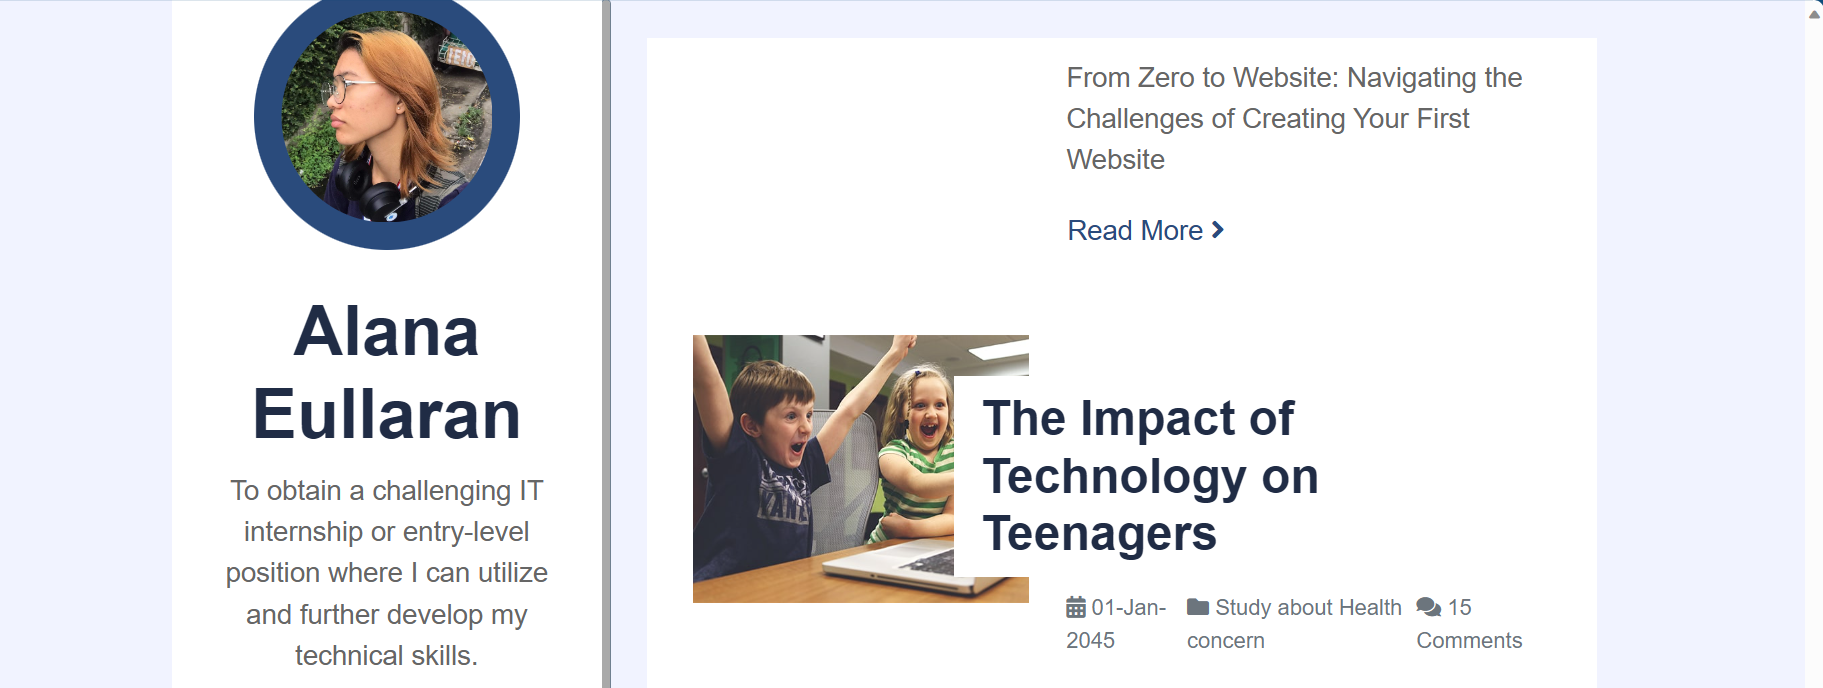 Alana
Eullaran
To obtain a challenging IT
internship or entry-level
position where I can utilize
and further develop my
technical skills.
From Zero to Website: Navigating the
Challenges of Creating Your First
Website
Read More
The Impact of
Technology on
Teenagers
01-Jan-
2045
Study about Health
concern
15
Comments